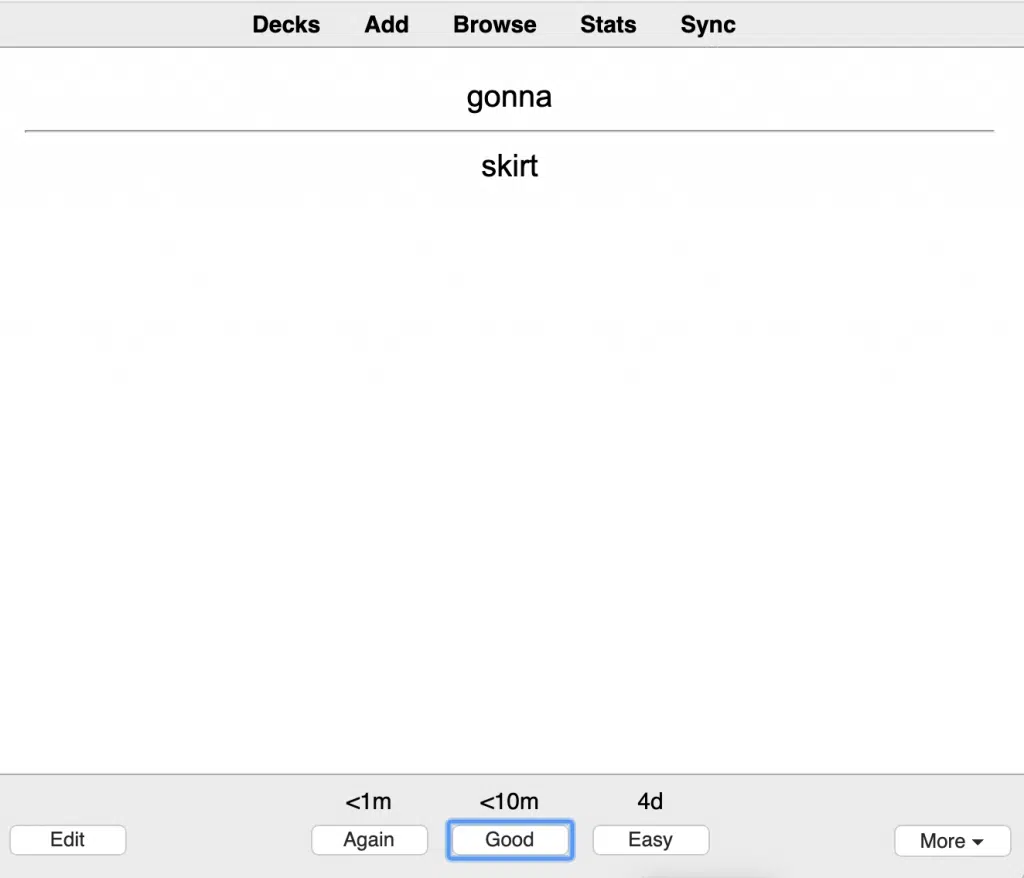 Decks Add Browse Stats Sync
gonna
skirt
<1m <10m 4d
Edit Again Good Easy More